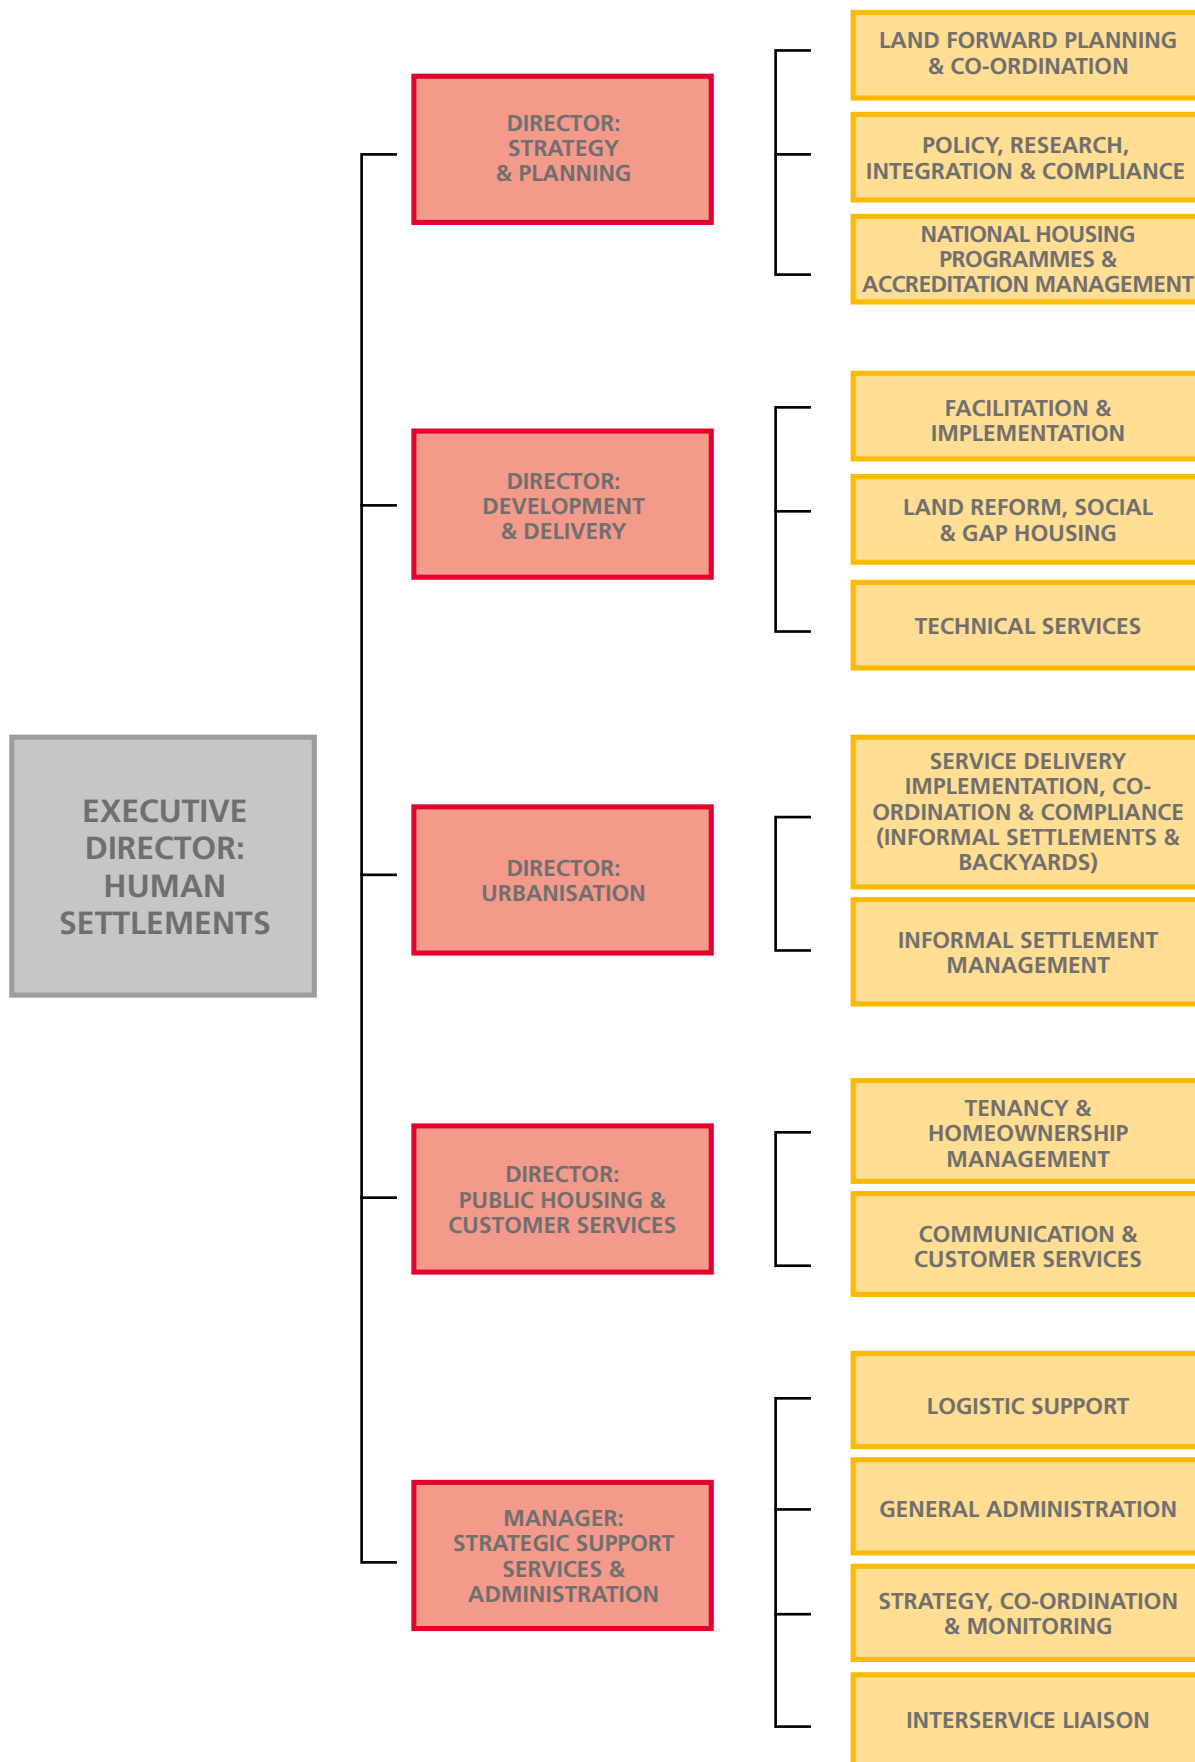 EXECUTIVE
DIRECTOR:
HUMAN
SETTLEMENTS
DIRECTOR:
STRATEGY
& PLANNING
LAND FORWARD PLANNING
& CO-ORDINATION
POLICY, RESEARCH,
INTEGRATION & COMPLIANCE
NATIONAL HOUSING
PROGRAMMES &
ACCREDITATION MANAGEMENT
DIRECTOR:
DEVELOPMENT
& DELIVERY
FACILITATION &
IMPLEMENTATION
LAND REFORM, SOCIAL
& GAP HOUSING
TECHNICAL SERVICES
DIRECTOR:
URBANISATION
SERVICE DELIVERY
IMPLEMENTATION, CO-
ORDINATION & COMPLIANCE
(INFORMAL SETTLEMENTS &
BACKYARDS)
INFORMAL SETTLEMENT
MANAGEMENT
DIRECTOR:
PUBLIC HOUSING &
CUSTOMER SERVICES
TENANCY &
HOMEOWNERSHIP
MANAGEMENT
COMMUNICATION &
CUSTOMER SERVICES
MANAGER:
STRATEGIC SUPPORT
SERVICES &
ADMINISTRATION
LOGISTIC SUPPORT
GENERAL ADMINISTRATION
STRATEGY, CO-ORDINATION
& MONITORING
INTERSERVICE LIAISON